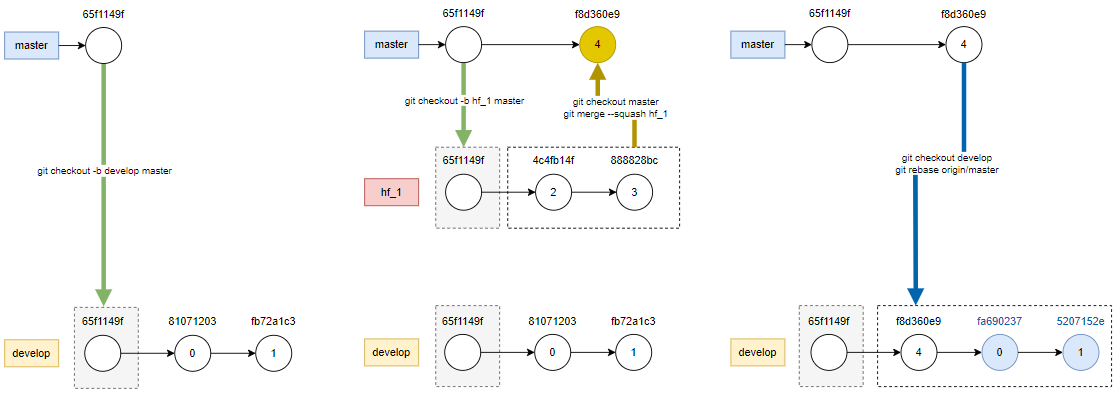 65f1149f
master
git checkout -b develop master
65f1149f
81071203
fb72a1c3
develop
0
1
65f1149f
f8d360e9
master
4
git checkout -b hf_1 master
git checkout master
git merge --squash hf_1
65f1149f
4c4fb14f
888828bc
hf_1
2
3
65f1149f
81071203
fb72a1c3
develop
0
1
65f1149f
f8d360e9
master
4
git checkout develop
git rebase origin/master
65f1149f
f8d360e9
fa690237
5207152e
develop
4
0
1